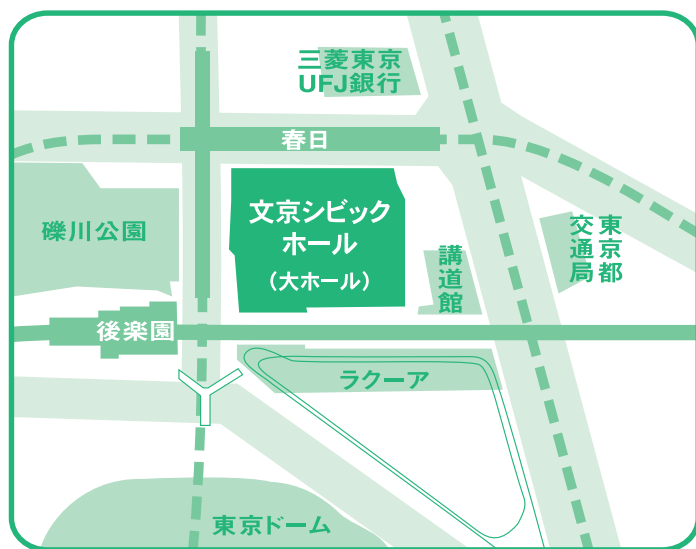 三菱東京
UFJ銀行
春日
文京シビック
ホール
(大ホール)
礫川公園
講道館
東京都
交通局
後楽園
ラクーア
東京ドーム